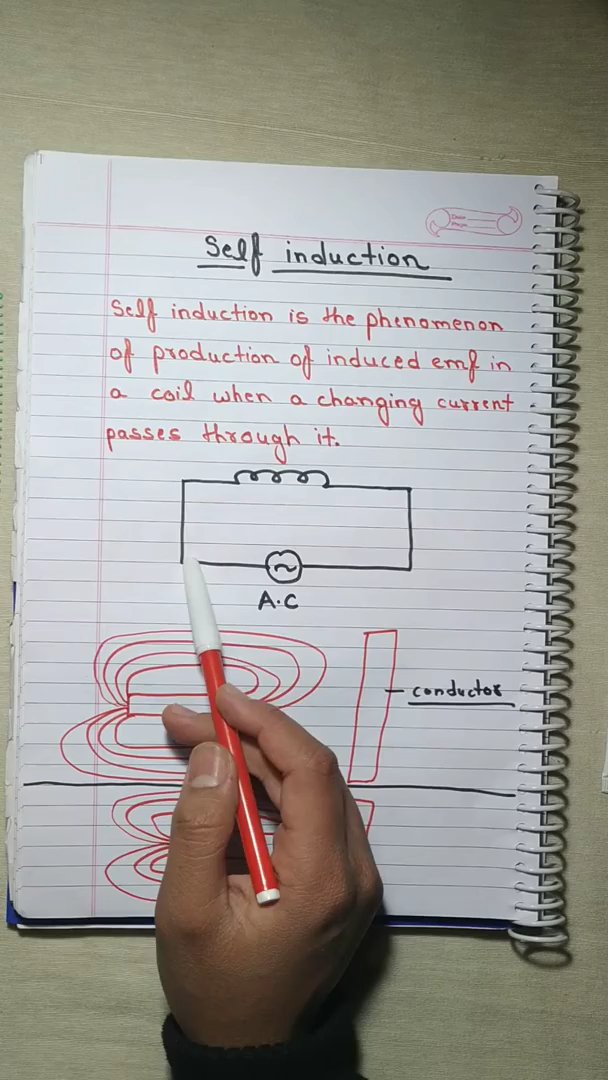 Self induction
Self induction is the phenomenon
of production of induced emf in
a coil when a changing current
passes through it.
A.C
conductor